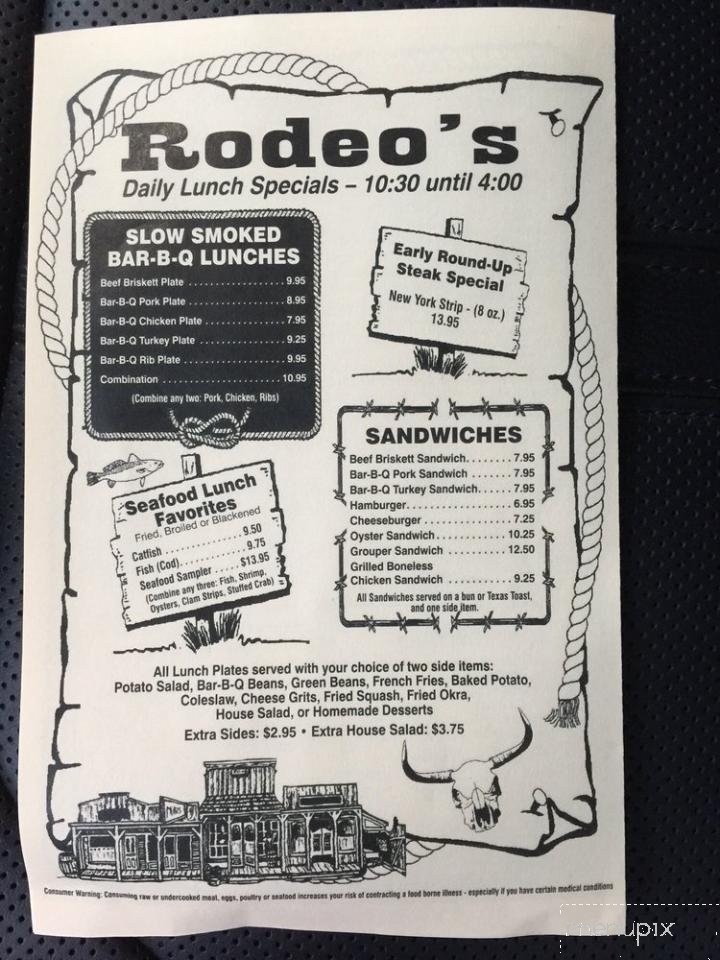 Rodeo's
Daily Lunch Specials – 10:30 until 4:00
SLOW SMOKED
BAR-B-Q LUNCHES
Beef Briskett Plate . . . . . . . . . . . . . . . . . 9.95
Bar-B-Q Pork Plate . . . . . . . . . . . . . . . . . 8.95
Bar-B-Q Chicken Plate . . . . . . . . . . . . . . 7.95
Bar-B-Q Turkey Plate . . . . . . . . . . . . . . . 9.25
Bar-B-Q Rib Plate . . . . . . . . . . . . . . . . . . 9.95
Combination . . . . . . . . . . . . . . . . . . . . . 10.95
(Combine any two: Pork, Chicken, Ribs)
Early Round-Up
Steak Special
New York Strip - (8 oz.)
13.95
Seafood Lunch
Favorites
Fried, Broiled or Blackened
Catfish . . . . . . . . . . . . . . 9.50
Fish (Cod). . . . . . . . . . . . 9.75
Seafood Sampler . . . . . $13.95
(Combine any three: Fish, Shrimp,
Oysters, Clam Strips, Stuffed Crab)
SANDWICHES
Beef Briskett Sandwich. . . . . . . . 7.95
Bar-B-Q Pork Sandwich . . . . . . . 7.95
Bar-B-Q Turkey Sandwich. . . . . . 7.95
Hamburger. . . . . . . . . . . . . . . . . . 6.95
Cheeseburger . . . . . . . . . . . . . . . 7.25
Oyster Sandwich. . . . . . . . . . . . 10.25
Grouper Sandwich . . . . . . . . . . 12.50
Grilled Boneless
Chicken Sandwich . . . . . . . . . . . 9.25
All Sandwiches served on a bun or Texas Toast,
and one side item.
All Lunch Plates served with your choice of two side items:
Potato Salad, Bar-B-Q Beans, Green Beans, French Fries, Baked Potato,
Coleslaw, Cheese Grits, Fried Squash, Fried Okra,
House Salad, or Homemade Desserts
Extra Sides: $2.95 • Extra House Salad: $3.75
Consumer Warning: Consuming raw or undercooked meat, eggs, poultry or seafood increases your risk of contracting a food borne illness - especially if you have certain medical conditions
menupix